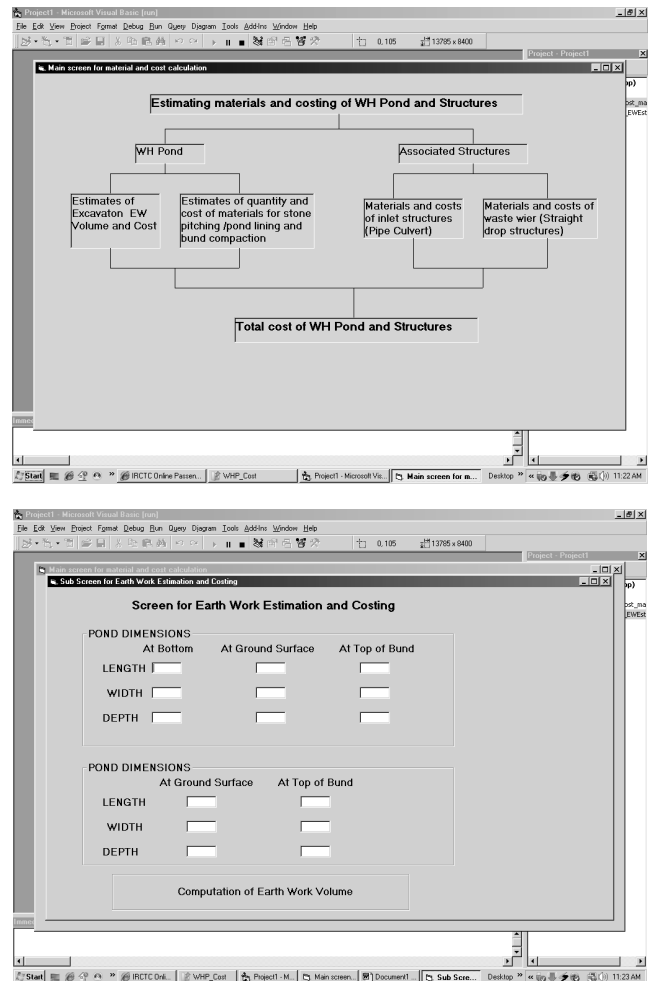 Project1 - Microsoft Visual Basic [run]
File Edit View Project Format Debug Run Query Diagram Tools Add-Ins Window Help
0, 105 13785 x 8400
Project - Project1
Main screen for material and cost calculation
Estimating materials and costing of WH Pond and Structures
WH Pond
Associated Structures
Estimates of
Excavaton EW
Volume and Cost
Estimates of quantity and
cost of materials for stone
pitching /pond lining and
bund compaction
Materials and costs
of inlet structures
(Pipe Culvert)
Materials and costs of
waste wier (Straight
drop structures)
Total cost of WH Pond and Structures
Start IRCTC Online Passen... WHP_Cost Project1 - Microsoft Vis... Main screen for m... Desktop » 11:22 AM
Project1 - Microsoft Visual Basic [run]
File Edit View Project Format Debug Run Query Diagram Tools Add-Ins Window Help
0, 105 13785 x 8400
Project - Project1
Main screen for material and cost calculation
Sub Screen for Earth Work Estimation and Costing
Screen for Earth Work Estimation and Costing
POND DIMENSIONS
At Bottom At Ground Surface At Top of Bund
LENGTH
WIDTH
DEPTH
POND DIMENSIONS
At Ground Surface At Top of Bund
LENGTH
WIDTH
DEPTH
Computation of Earth Work Volume
Start IRCTC Onli... WHP_Cost Project1 - M... Main screen... Document1 ... Sub Scre... Desktop » 11:23 AM